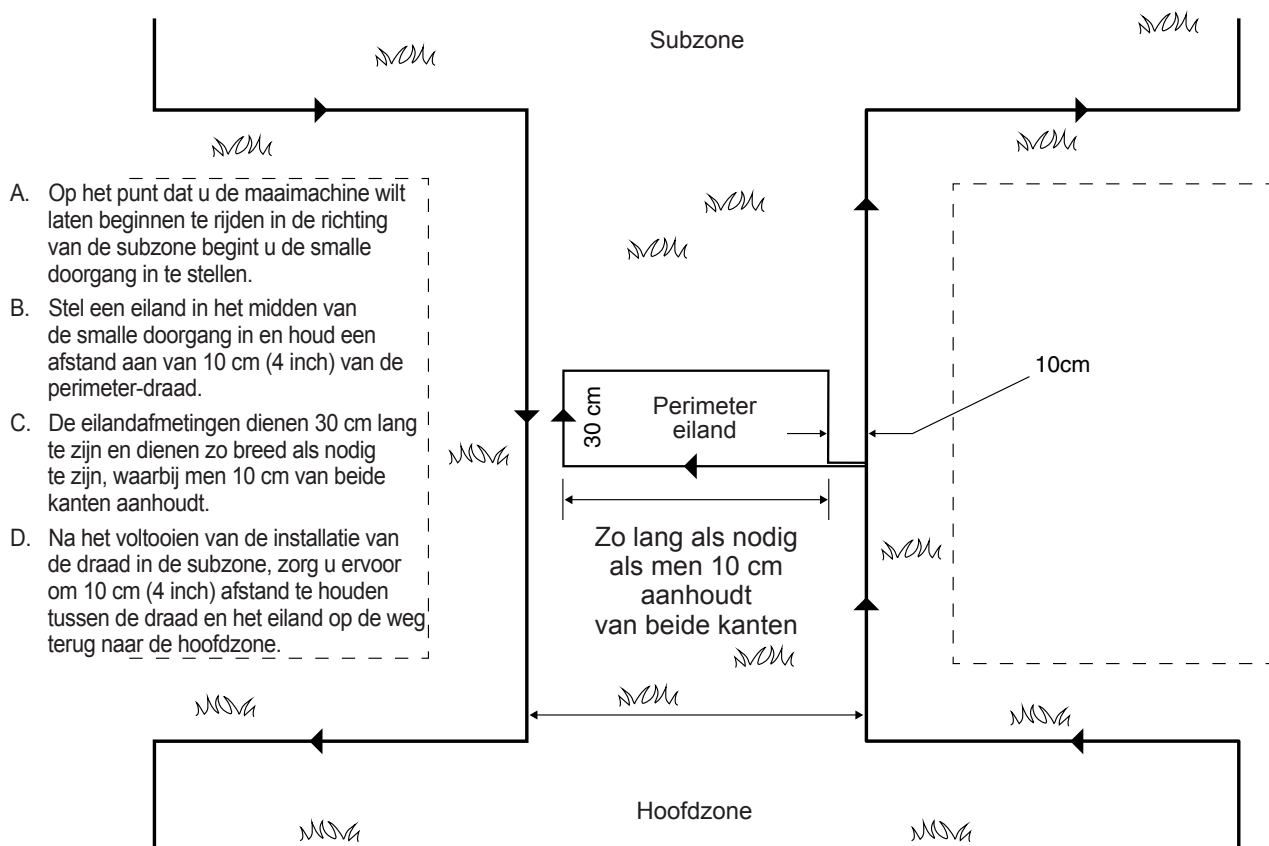 Subzone
A. Op het punt dat u de maaimachine wilt
laten beginnen te rijden in de richting
van de subzone begint u de smalle
doorgang in te stellen.
B. Stel een eiland in het midden van
de smalle doorgang in en houd een
afstand aan van 10 cm (4 inch) van de
perimeter-draad.
C. De eilandafmetingen dienen 30 cm lang
te zijn en dienen zo breed als nodig
te zijn, waarbij men 10 cm van beide
kanten aanhoudt.
D. Na het voltooien van de installatie van
de draad in de subzone, zorg u ervoor
om 10 cm (4 inch) afstand te houden
tussen de draad en het eiland op de weg
terug naar de hoofdzone.
30 cm
Perimeter
eiland
10cm
Zo lang als nodig
als men 10 cm
aanhoudt
van beide kanten
Hoofdzone